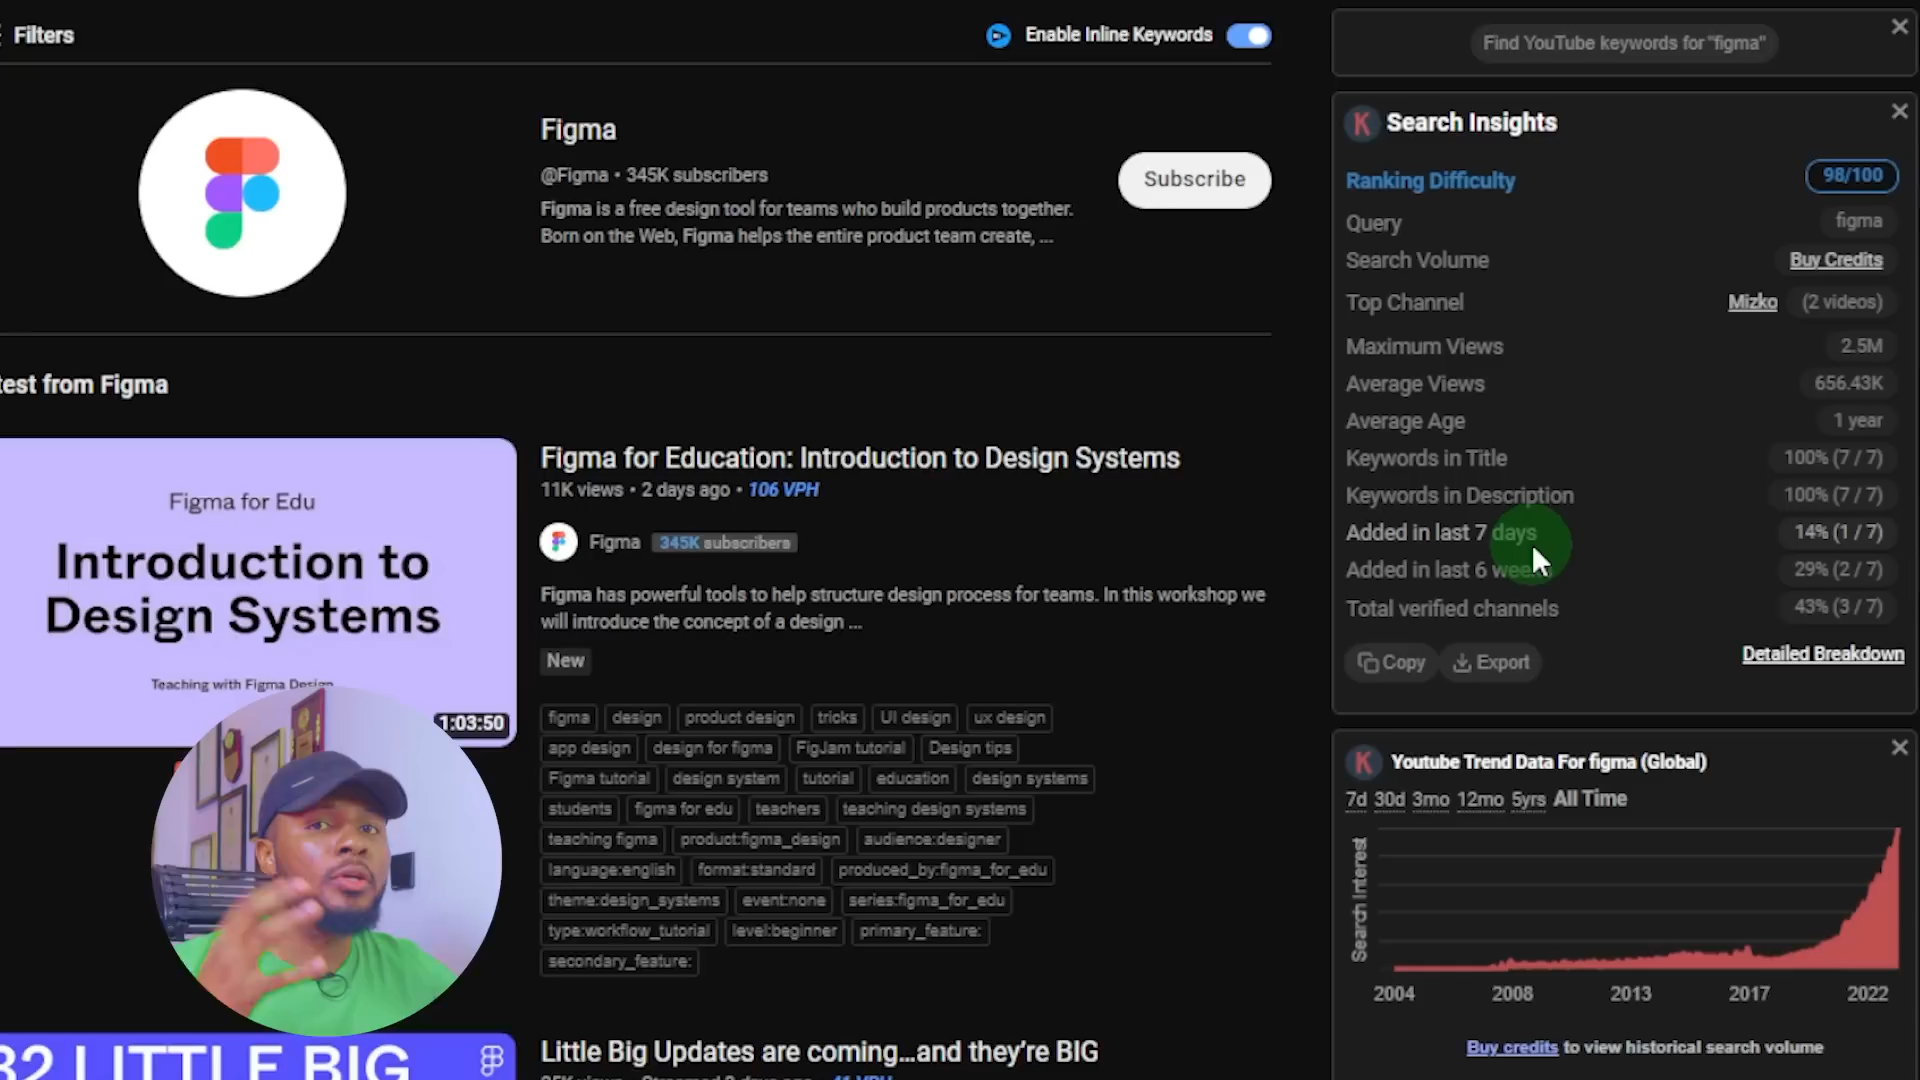 Filters
Enable Inline Keywords
Figma
@Figma • 345K subscribers
Figma is a free design tool for teams who build products together.
Born on the Web, Figma helps the entire product team create, ...
Subscribe
test from Figma
Figma for Edu
Introduction to
Design Systems
Teaching with Figma Design
1:03:50
Figma for Education: Introduction to Design Systems
11K views • 2 days ago • 106 VPH
Figma 345K subscribers
Figma has powerful tools to help structure design process for teams. In this workshop we
will introduce the concept of a design ...
New
figma design product design tricks UI design ux design
app design design for figma FigJam tutorial Design tips
Figma tutorial design system tutorial education design systems
students figma for edu teachers teaching design systems
teaching figma product:figma_design audience:designer
language:english format:standard produced_by:figma_for_edu
theme:design_systems event:none series:figma_for_edu
type:workflow_tutorial level:beginner primary_feature:
secondary_feature:
32 LITTLE BIG
Little Big Updates are coming...and they're BIG
Find YouTube keywords for "figma"
K Search Insights
Ranking Difficulty 98/100
Query figma
Search Volume Buy Credits
Top Channel Mizko (2 videos)
Maximum Views 2.5M
Average Views 656.43K
Average Age 1 year
Keywords in Title 100% (7 / 7)
Keywords in Description 100% (7 / 7)
Added in last 7 days 14% (1 / 7)
Added in last 6 weeks 29% (2 / 7)
Total verified channels 43% (3 / 7)
Copy Export Detailed Breakdown
K Youtube Trend Data For figma (Global)
7d 30d 3mo 12mo 5yrs All Time
Search Interest
2004 2008 2013 2017 2022
Buy credits to view historical search volume